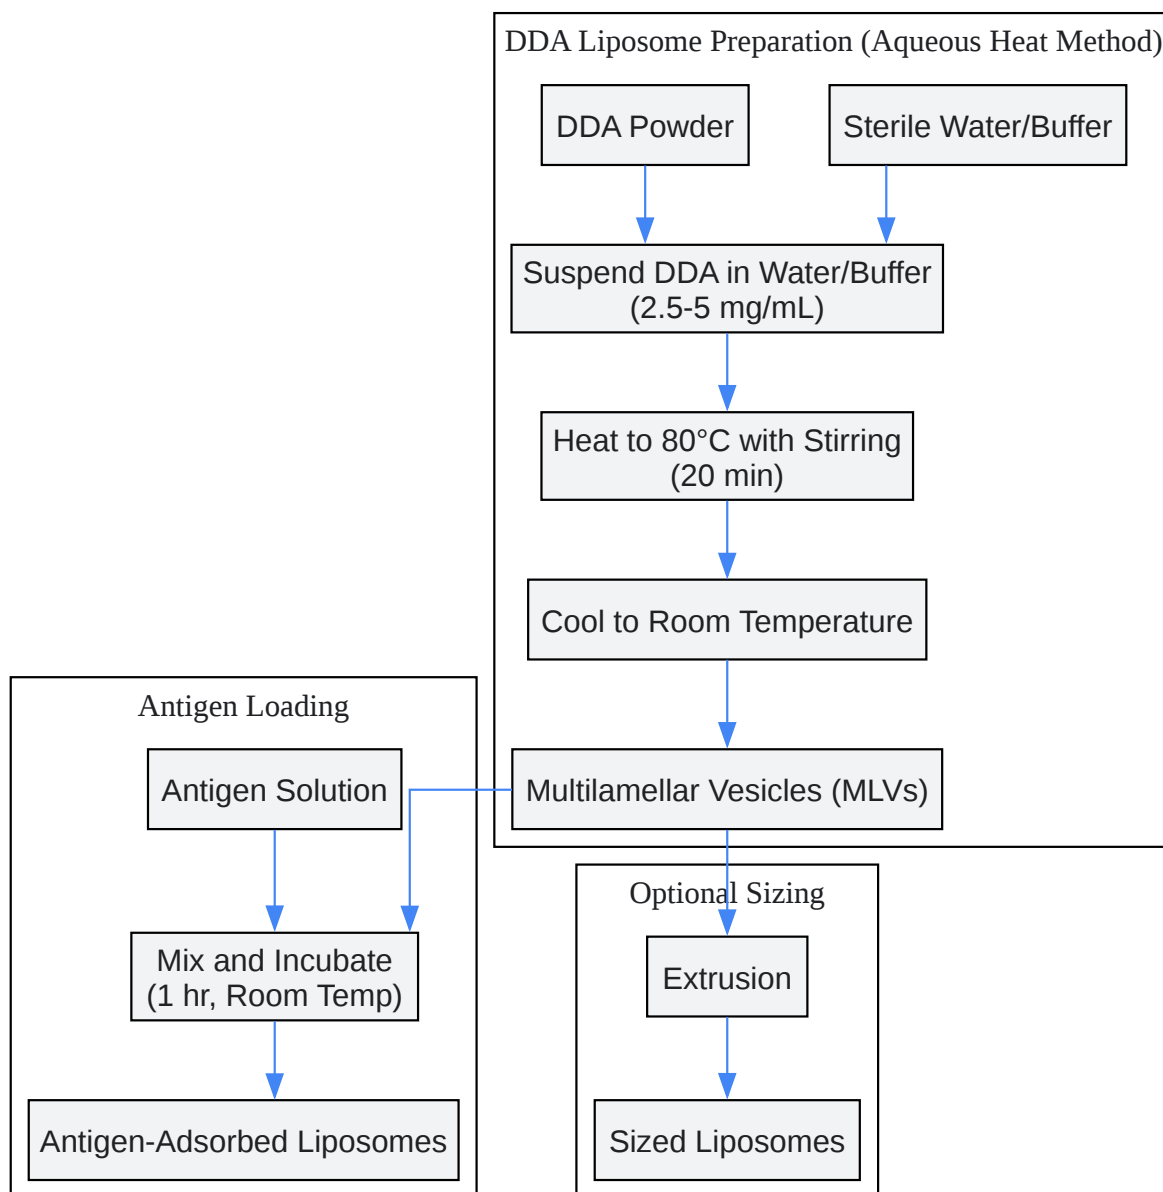 DDA Liposome Preparation (Aqueous Heat Method)
DDA Powder
Sterile Water/Buffer
Suspend DDA in Water/Buffer
(2.5-5 mg/mL)
Heat to 80°C with Stirring
(20 min)
Cool to Room Temperature
Multilamellar Vesicles (MLVs)
Antigen Loading
Antigen Solution
Mix and Incubate
(1 hr, Room Temp)
Antigen-Adsorbed Liposomes
Optional Sizing
Extrusion
Sized Liposomes